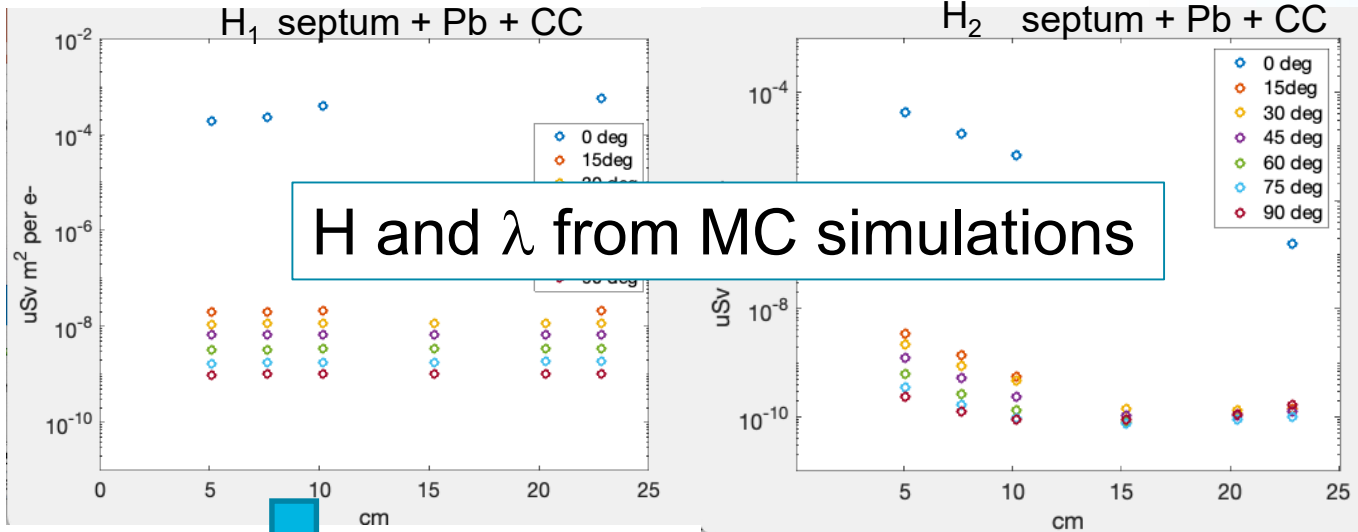 H₁ septum + Pb + CC
10⁻²
10⁻⁴
10⁻⁶
10⁻⁸
10⁻¹⁰
uSv m² per e-
0 deg
15deg
0 5 10 15 20 25
cm
H₂ septum + Pb + CC
10⁻⁴
10⁻⁸
10⁻¹⁰
uSv
0 deg
15deg
30 deg
45 deg
60 deg
75 deg
90 deg
5 10 15 20 25
cm
H and λ from MC simulations